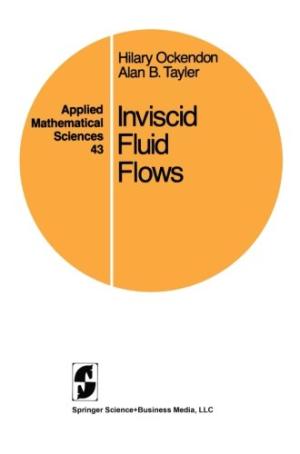 Hilary Ockendon
Alan B. Tayler
Applied
Mathematical
Sciences
43
Inviscid
Fluid
Flows
Springer Science+Business Media, LLC